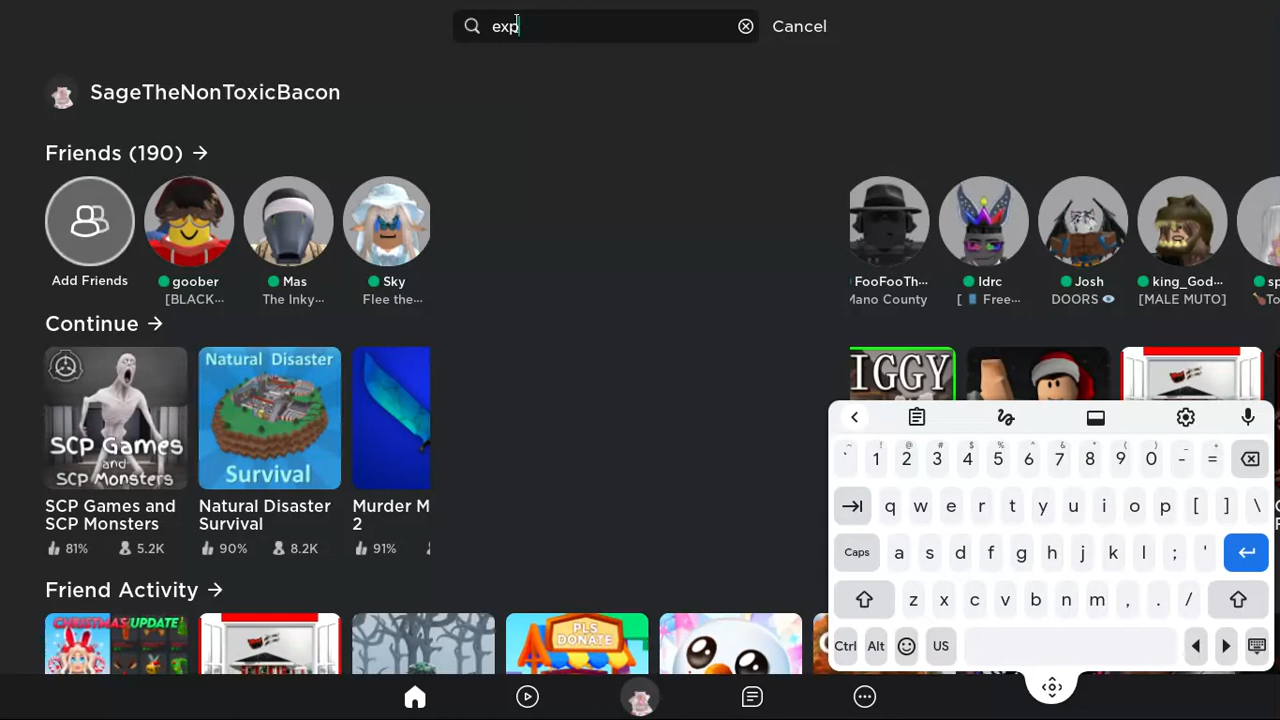 exp
Cancel
SageTheNonToxicBacon
Friends (190) →
Add Friends
goober
[BLACK···
Mas
The Inky···
Sky
Flee the···
FooFooTh···
Mano County
Idrc
[ Free···
Josh
DOORS
king_God···
[MALE MUTO]
sp
To
Continue →
SCP Games
and
SCP Monsters
Natural Disaster
Survival
IGGY
SCP Games and
SCP Monsters
81% 5.2K
Natural Disaster
Survival
90% 8.2K
Murder M
2
91%
Friend Activity →
CHRISTMAS UPDATE!
PLS
DONATE
` ~ 1 ! 2 @ 3 # 4 $ 5 % 6 ^ 7 & 8 * 9 ( 0 ) - _ = +
q w e r t y u i o p [ ] \
Caps a s d f g h j k l ; '
z x c v b n m , . /
Ctrl Alt US